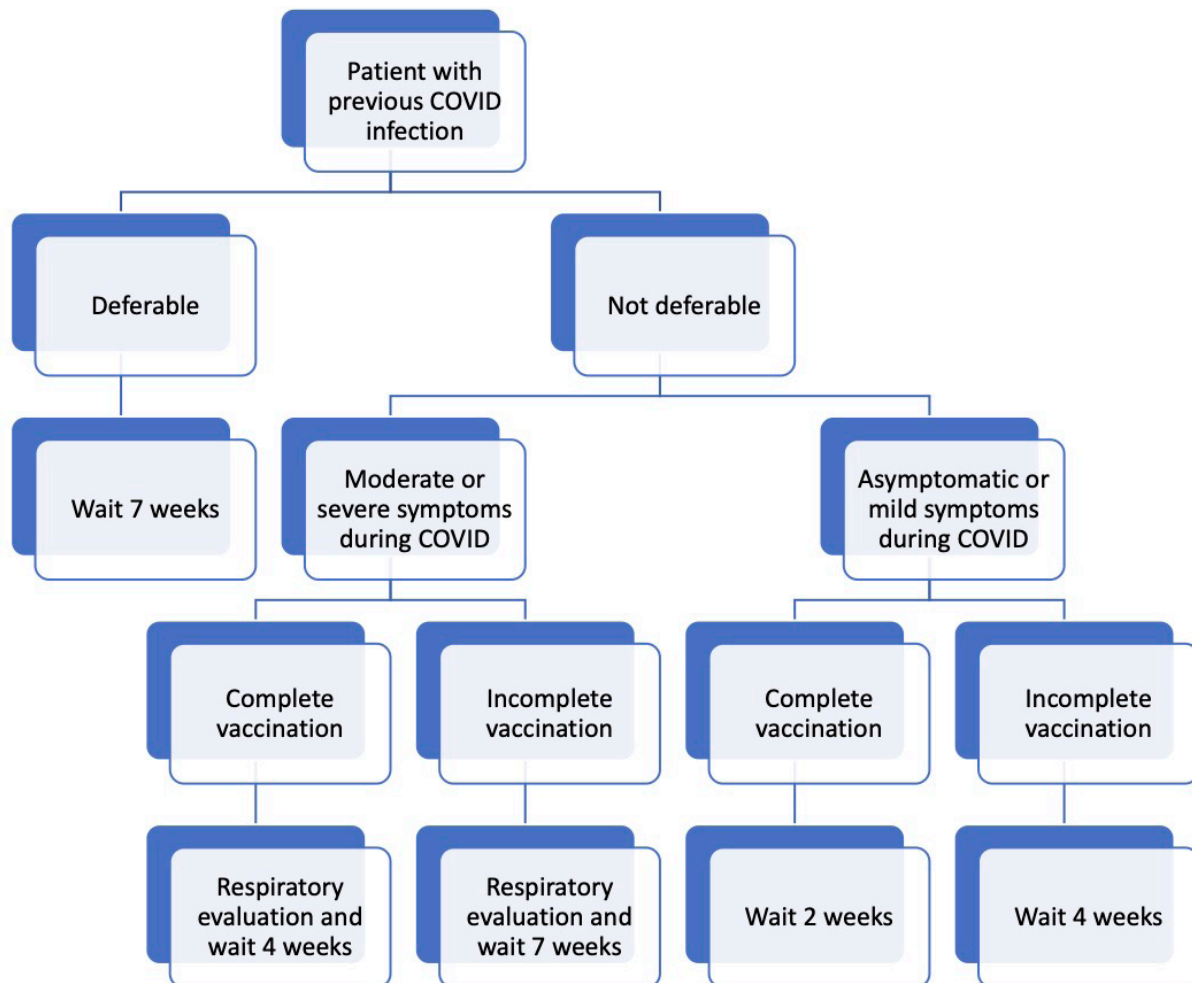 Patient with
previous COVID
infection
Deferable
Not deferable
Wait 7 weeks
Moderate or
severe symptoms
during COVID
Asymptomatic or
mild symptoms
during COVID
Complete
vaccination
Incomplete
vaccination
Complete
vaccination
Incomplete
vaccination
Respiratory
evaluation and
wait 4 weeks
Respiratory
evaluation and
wait 7 weeks
Wait 2 weeks
Wait 4 weeks